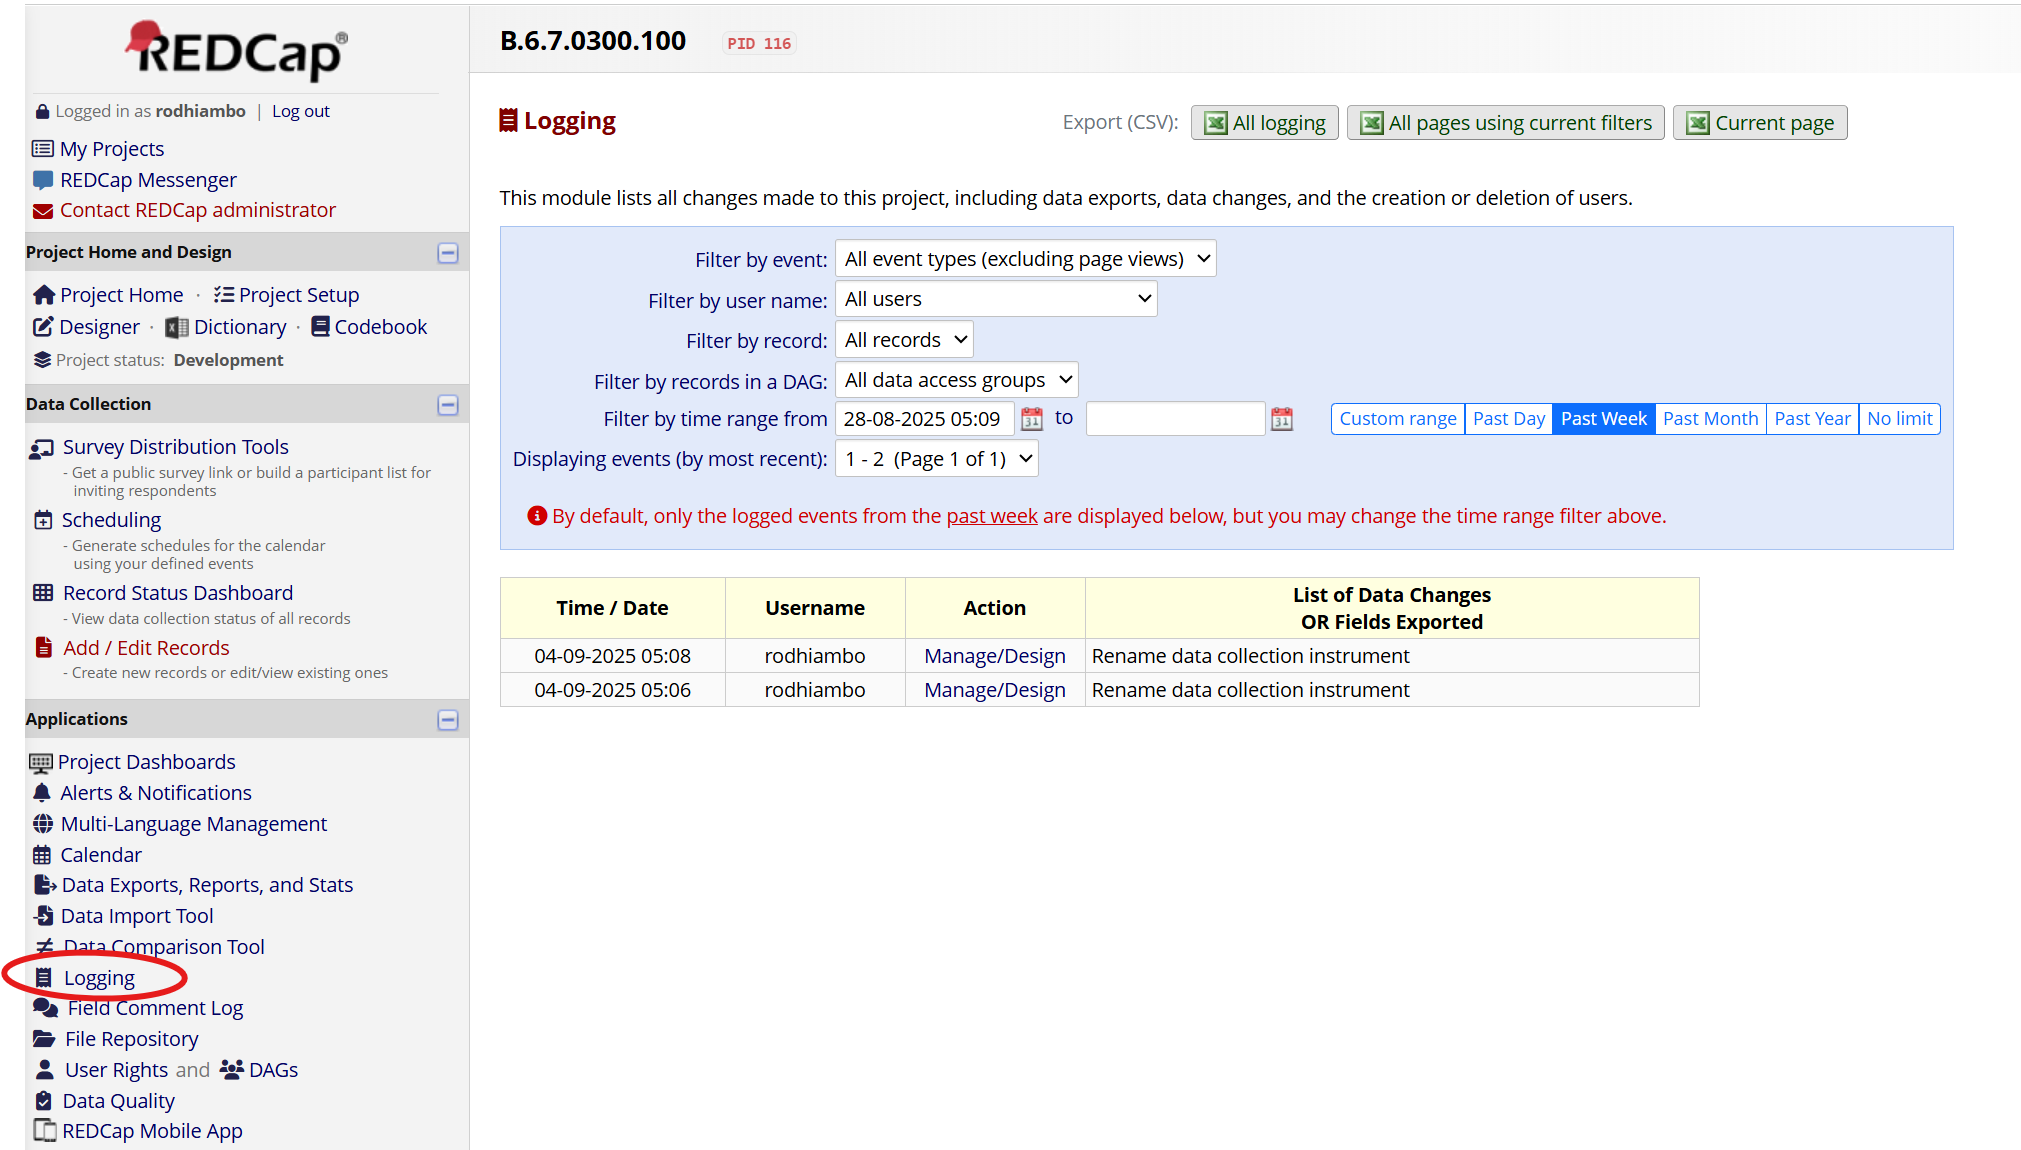 REDCap®
Logged in as rodhiambo | Log out
My Projects
REDCap Messenger
Contact REDCap administrator
Project Home and Design
Project Home · Project Setup
Designer · Dictionary · Codebook
Project status: Development
Data Collection
Survey Distribution Tools
- Get a public survey link or build a participant list for
inviting respondents
Scheduling
- Generate schedules for the calendar
using your defined events
Record Status Dashboard
- View data collection status of all records
Add / Edit Records
- Create new records or edit/view existing ones
Applications
Project Dashboards
Alerts & Notifications
Multi-Language Management
Calendar
Data Exports, Reports, and Stats
Data Import Tool
Data Comparison Tool
Logging
Field Comment Log
File Repository
User Rights and DAGs
Data Quality
REDCap Mobile App
B.6.7.0300.100 PID 116
Logging Export (CSV): All logging All pages using current filters Current page
This module lists all changes made to this project, including data exports, data changes, and the creation or deletion of users.
Filter by event: All event types (excluding page views)
Filter by user name: All users
Filter by record: All records
Filter by records in a DAG: All data access groups
Filter by time range from 28-08-2025 05:09 31 to 31 Custom range Past Day Past Week Past Month Past Year No limit
Displaying events (by most recent): 1 - 2 (Page 1 of 1)
By default, only the logged events from the past week are displayed below, but you may change the time range filter above.
Time / Date Username Action List of Data Changes
OR Fields Exported
04-09-2025 05:08 rodhiambo Manage/Design Rename data collection instrument
04-09-2025 05:06 rodhiambo Manage/Design Rename data collection instrument